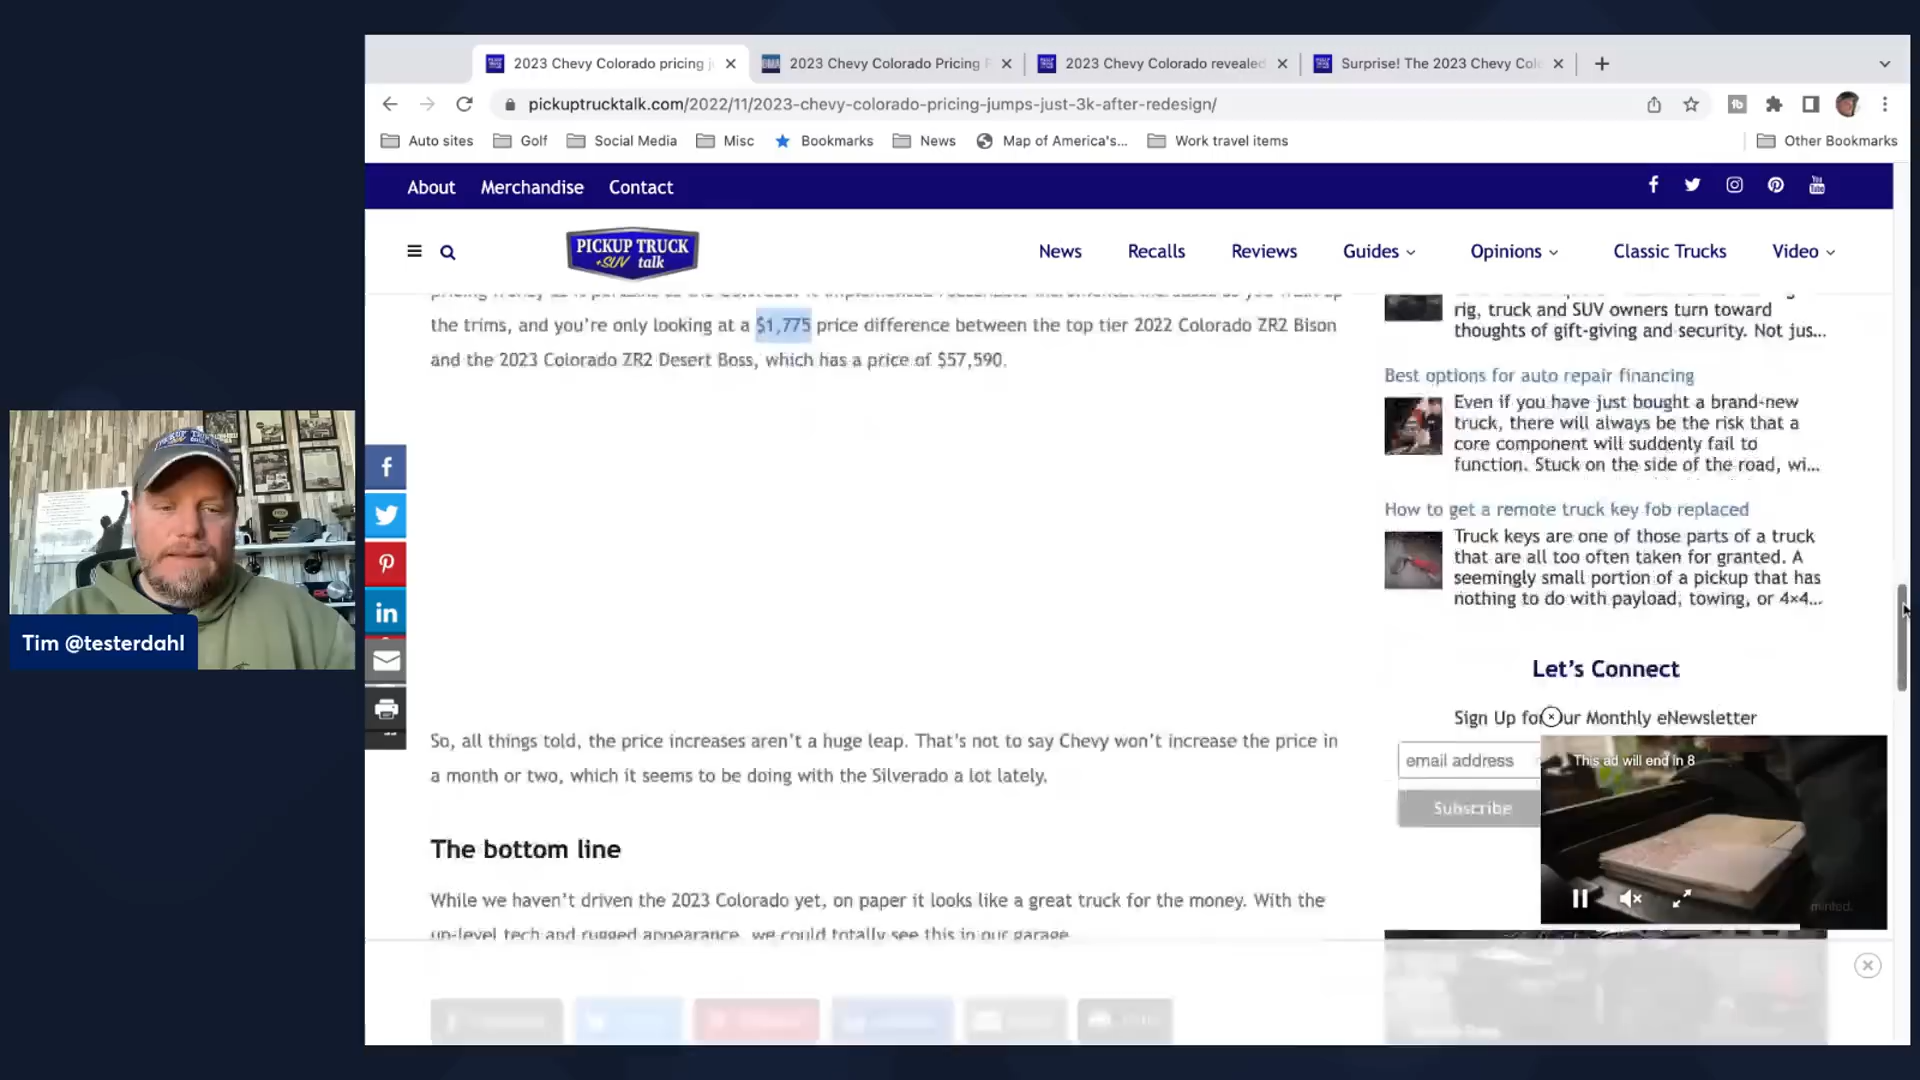 2023 Chevy Colorado pricing j
2023 Chevy Colorado Pricing
2023 Chevy Colorado revealed
Surprise! The 2023 Chevy Col
pickuptrucktalk.com/2022/11/2023-chevy-colorado-pricing-jumps-just-3k-after-redesign/
Auto sites
Golf
Social Media
Misc
Bookmarks
News
Map of America's...
Work travel items
Other Bookmarks
About
Merchandise
Contact
PICKUP TRUCK
+SUV talk
News
Recalls
Reviews
Guides
Opinions
Classic Trucks
Video
the trims, and you're only looking at a $1,775 price difference between the top tier 2022 Colorado ZR2 Bison
and the 2023 Colorado ZR2 Desert Boss, which has a price of $57,590.
So, all things told, the price increases aren't a huge leap. That's not to say Chevy won't increase the price in
a month or two, which it seems to be doing with the Silverado a lot lately.
The bottom line
While we haven't driven the 2023 Colorado yet, on paper it looks like a great truck for the money. With the
up-level tech and rugged appearance, we could totally see this in our garage.
rig, truck and SUV owners turn toward
thoughts of gift-giving and security. Not jus...
Best options for auto repair financing
Even if you have just bought a brand-new
truck, there will always be the risk that a
core component will suddenly fail to
function. Stuck on the side of the road, wi...
How to get a remote truck key fob replaced
Truck keys are one of those parts of a truck
that are all too often taken for granted. A
seemingly small portion of a pickup that has
nothing to do with payload, towing, or 4×4...
Let's Connect
Sign Up for Our Monthly eNewsletter
email address
Subscribe
This ad will end in 8
minted.
Tim @testerdahl